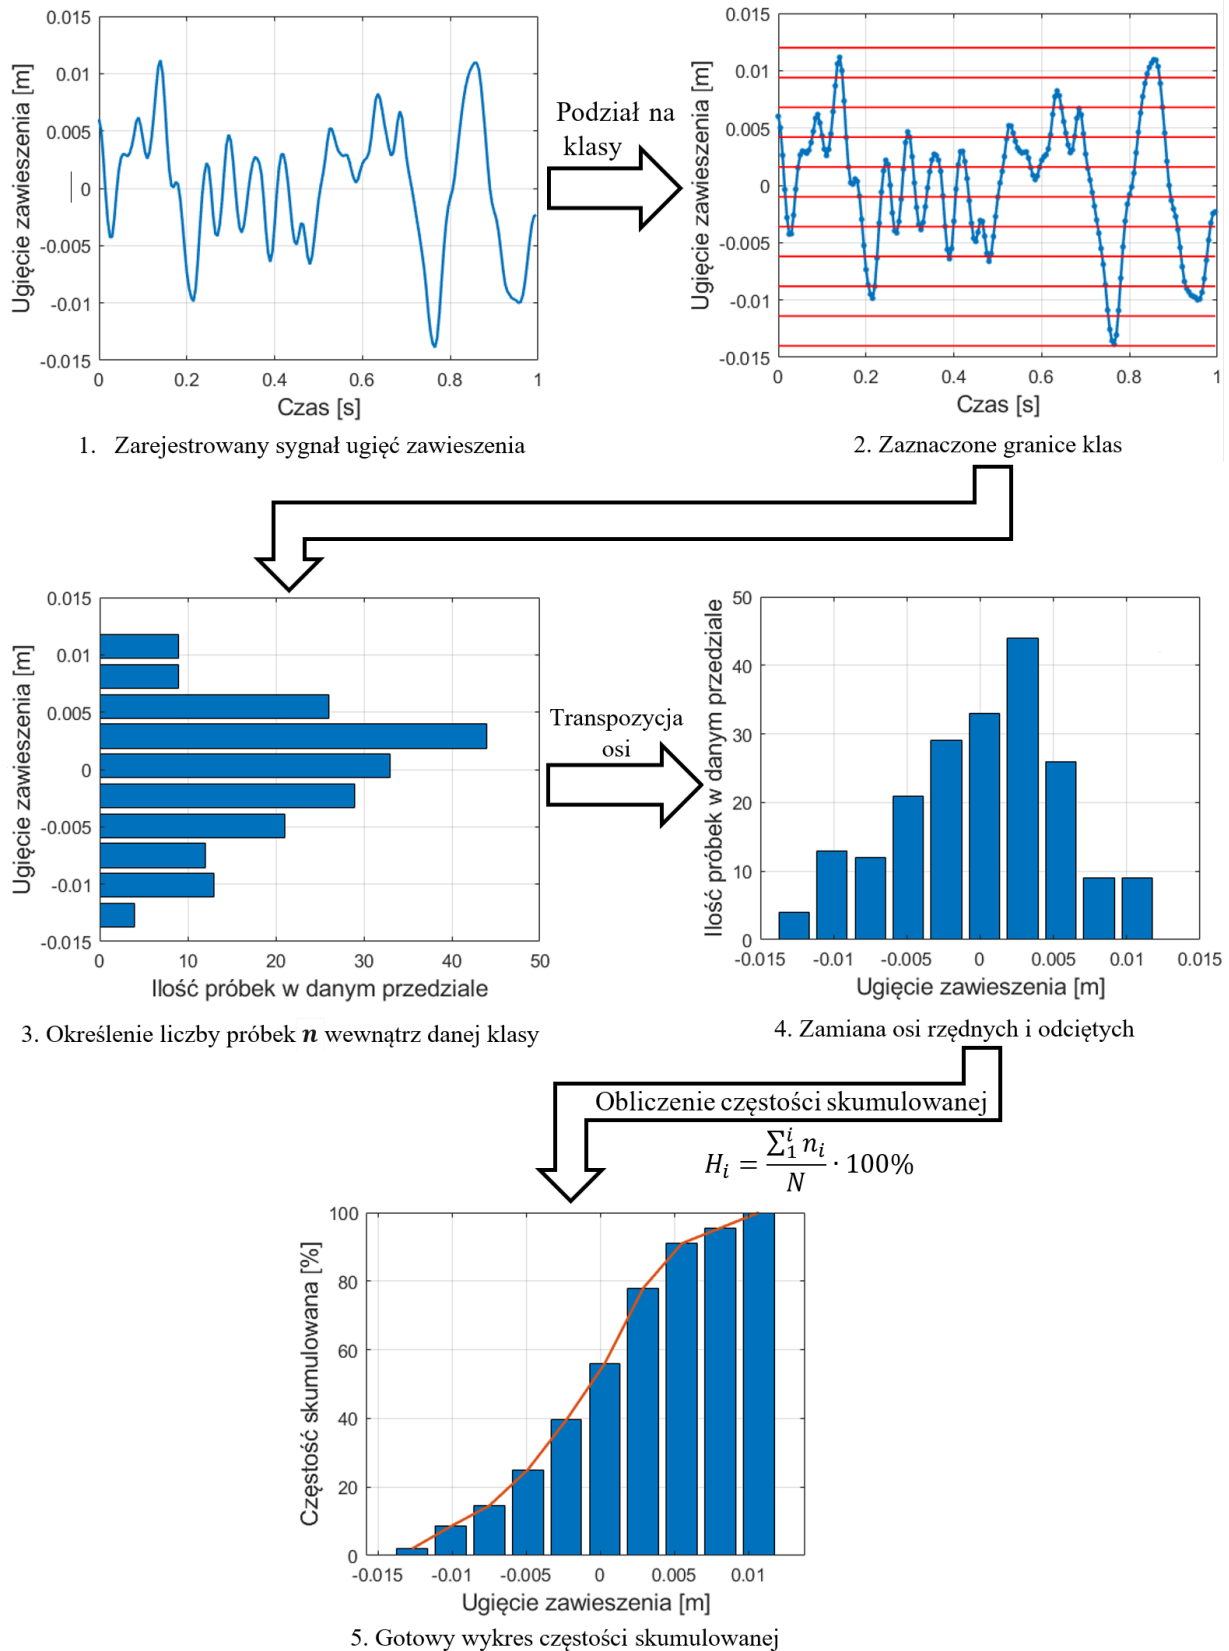 0.015
0.01
0.005
0
-0.005
-0.01
-0.015
Ugięcie zawieszenia [m]
0 0.2 0.4 0.6 0.8 1
Czas [s]
1. Zarejestrowany sygnał ugięć zawieszenia
Podział na
klasy
0.015
0.01
0.005
0
-0.005
-0.01
-0.015
Ugięcie zawieszenia [m]
0 0.2 0.4 0.6 0.8 1
Czas [s]
2. Zaznaczone granice klas
0.015
0.01
0.005
0
-0.005
-0.01
-0.015
Ugięcie zawieszenia [m]
0 10 20 30 40 50
Ilość próbek w danym przedziale
3. Określenie liczby próbek n wewnątrz danej klasy
Transpozycja
osi
50
40
30
20
10
0
Ilość próbek w danym przedziale
-0.015 -0.01 -0.005 0 0.005 0.01 0.015
Ugięcie zawieszenia [m]
4. Zamiana osi rzędnych i odciętych
Obliczenie częstości skumulowanej
H_i = \frac{\sum_1^i n_i}{N} · 100%
100
80
60
40
20
0
Częstość skumulowana [%]
-0.015 -0.01 -0.005 0 0.005 0.01
Ugięcie zawieszenia [m]
5. Gotowy wykres częstości skumulowanej